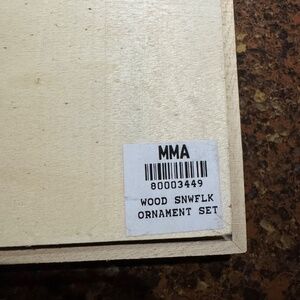 MMA
80003449
WOOD SNWFLK
ORNAMENT SET